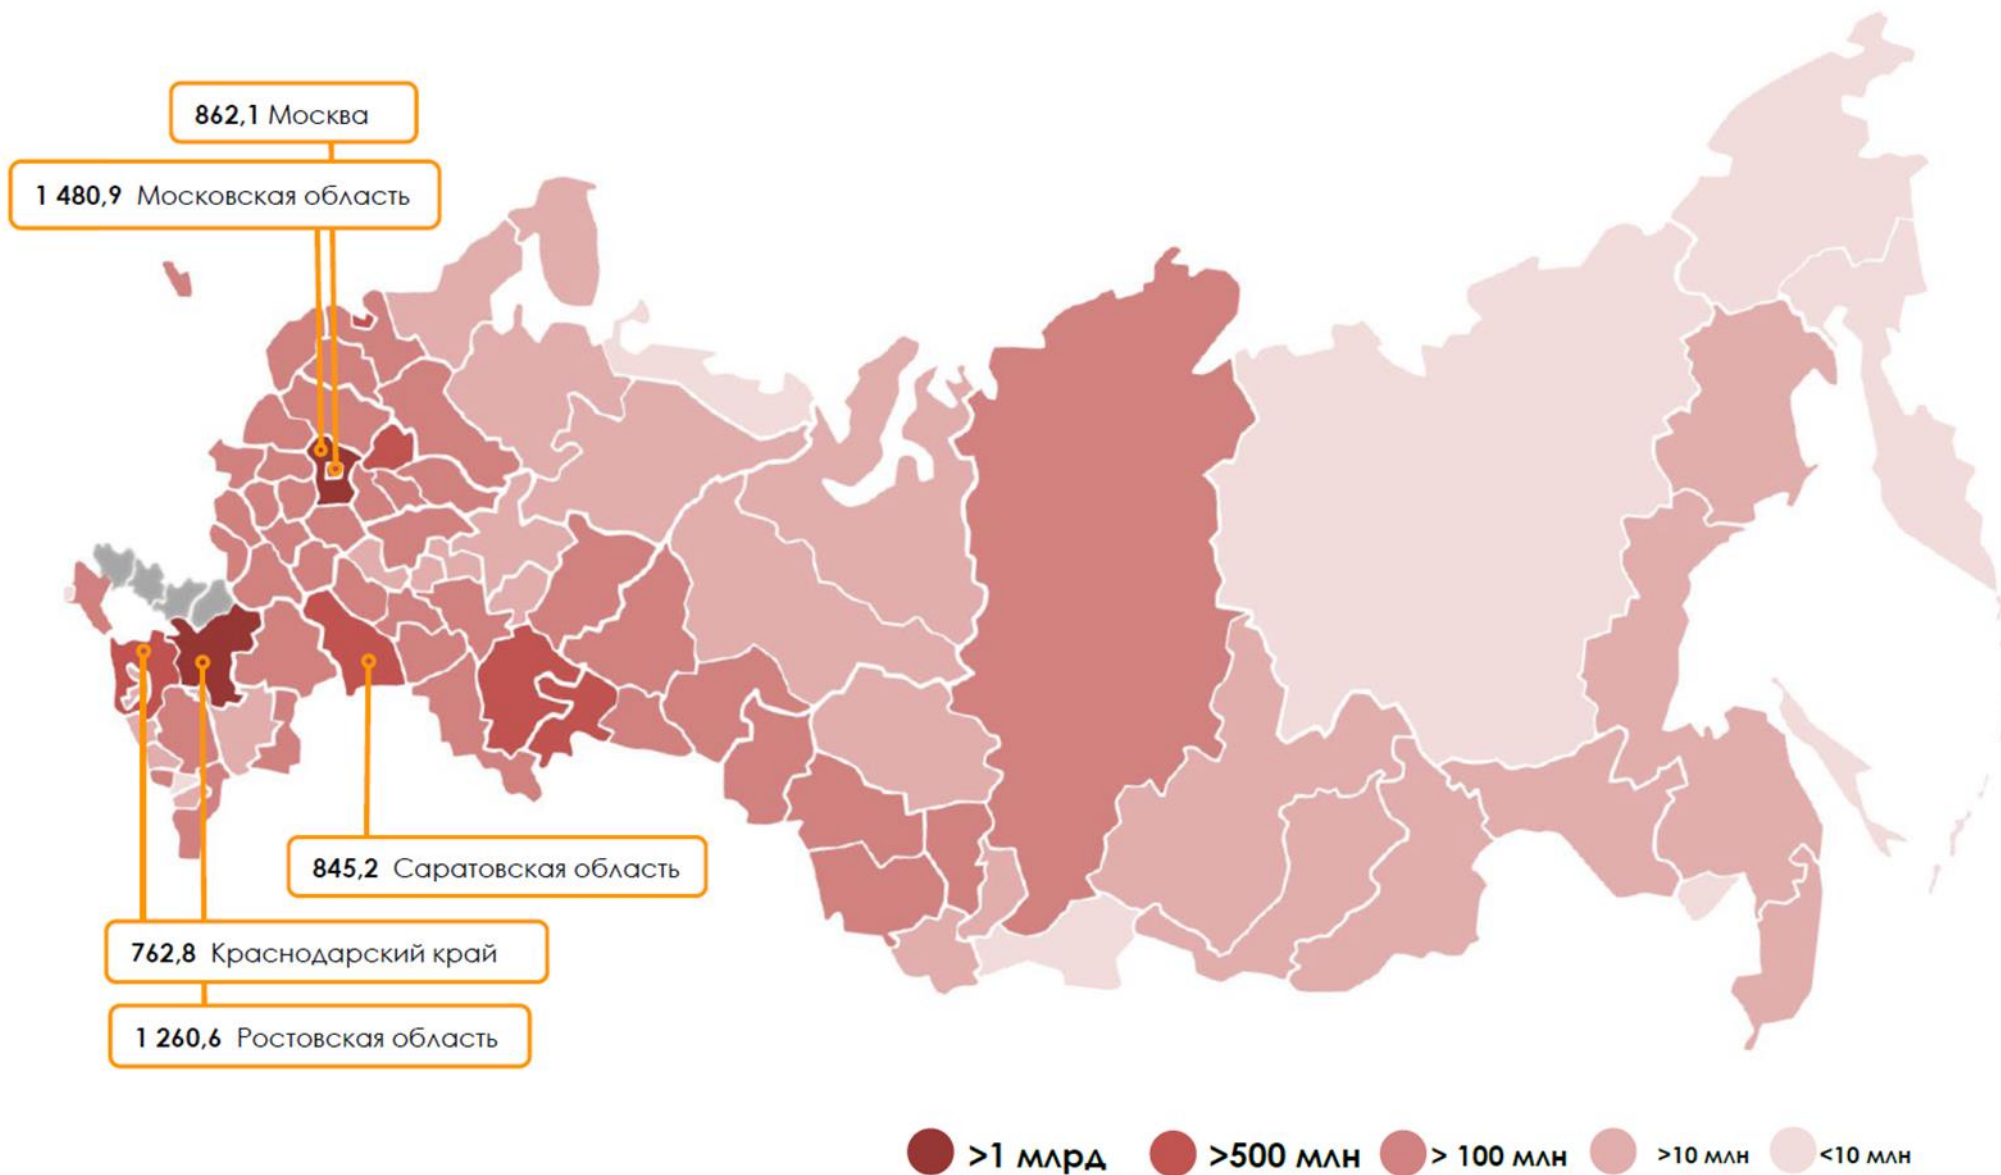 862,1 Москва
1 480,9 Московская область
845,2 Саратовская область
762,8 Краснодарский край
1 260,6 Ростовская область
>1 млрд >500 млн > 100 млн >10 млн <10 млн